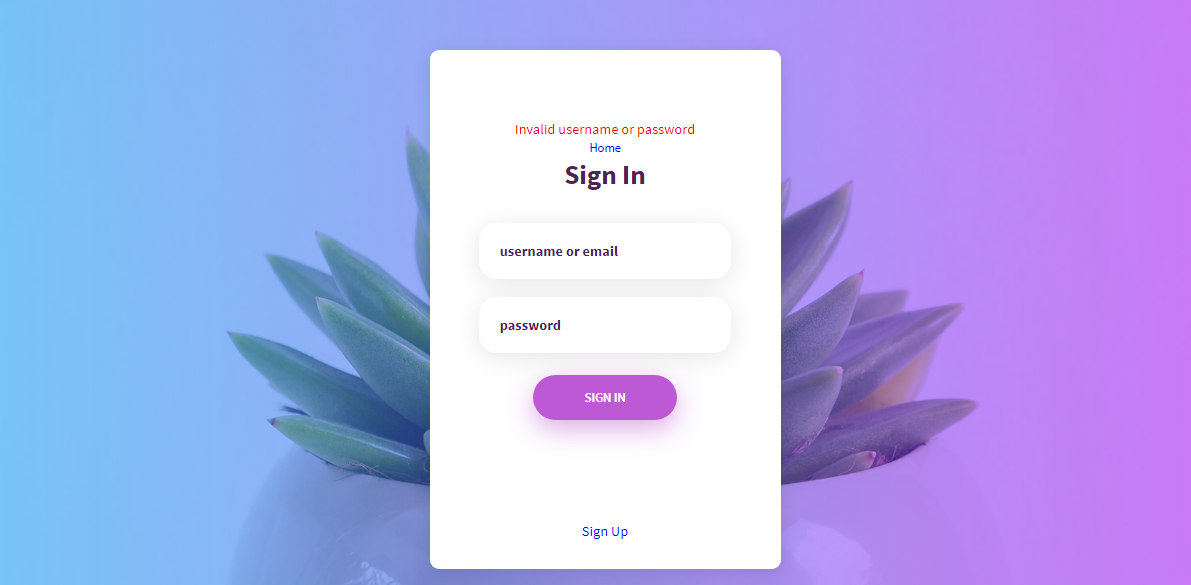 Invalid username or password
Home
Sign In
username or email
password
SIGN IN
Sign Up